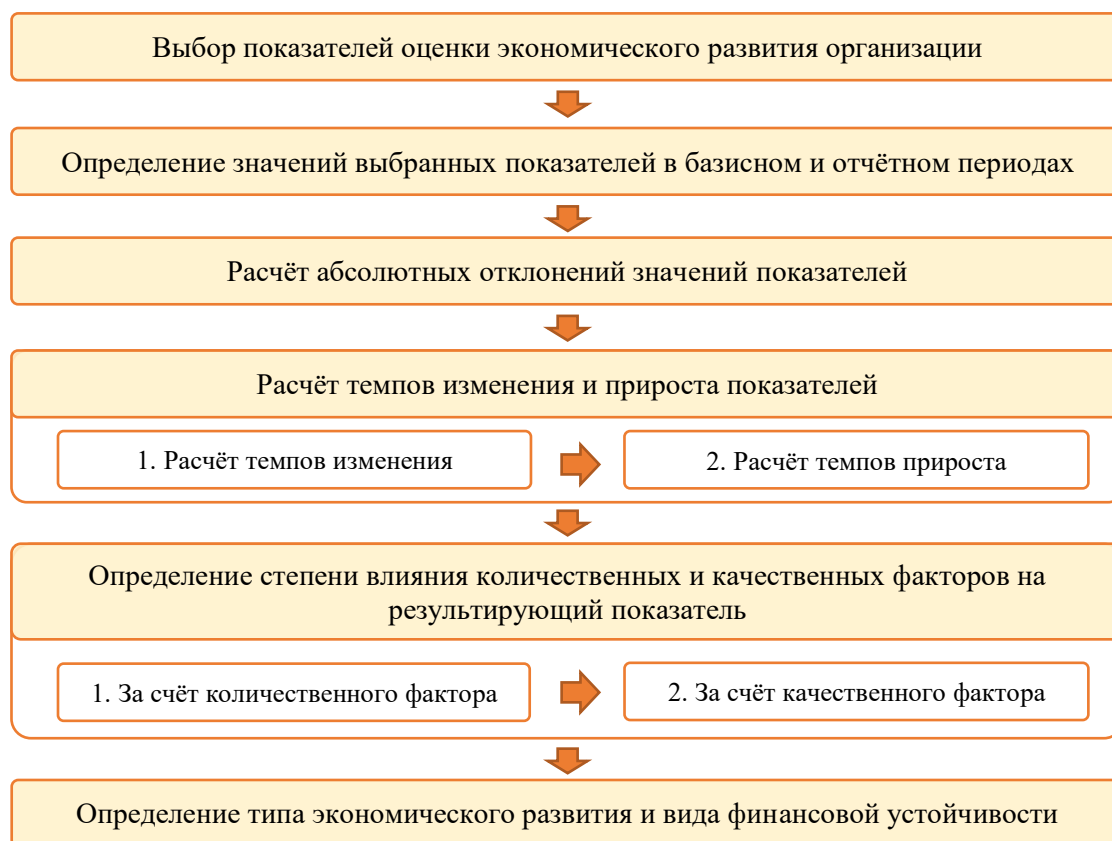 Выбор показателей оценки экономического развития организации
Определение значений выбранных показателей в базисном и отчётном периодах
Расчёт абсолютных отклонений значений показателей
Расчёт темпов изменения и прироста показателей
1. Расчёт темпов изменения
2. Расчёт темпов прироста
Определение степени влияния количественных и качественных факторов на
результирующий показатель
1. За счёт количественного фактора
2. За счёт качественного фактора
Определение типа экономического развития и вида финансовой устойчивости